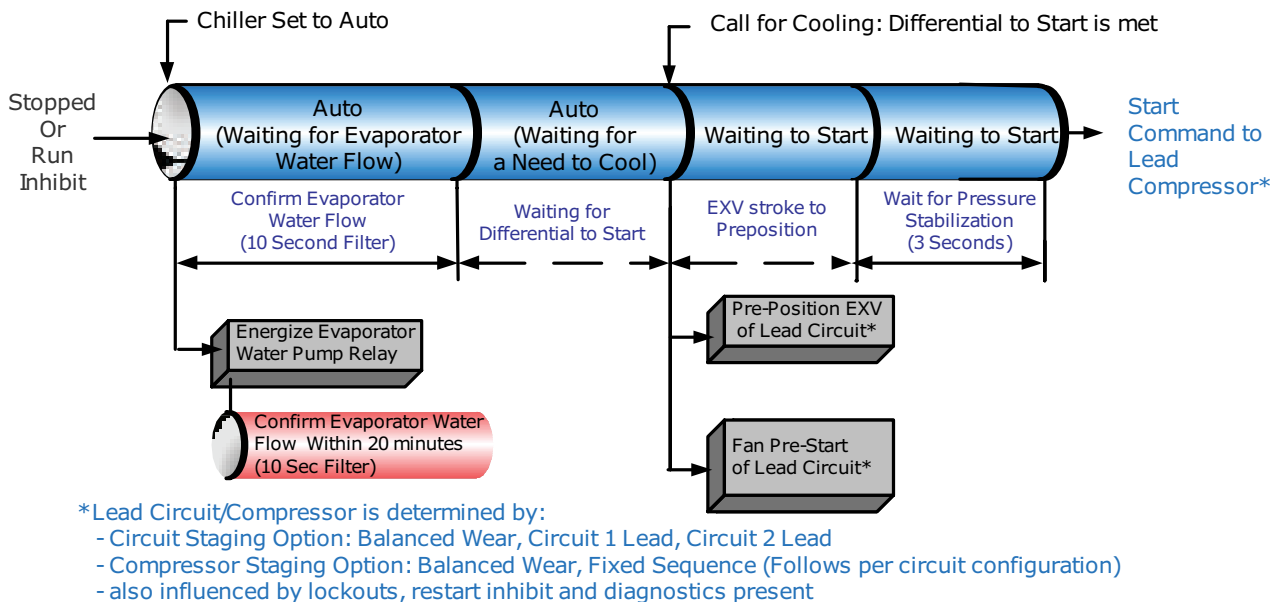 Chiller Set to Auto
Call for Cooling: Differential to Start is met
Stopped
Or
Run
Inhibit
Auto
(Waiting for Evaporator
Water Flow)
Auto
(Waiting for
a Need to Cool)
Waiting to Start
Waiting to Start
Start
Command to
Lead
Compressor*
Confirm Evaporator
Water Flow
(10 Second Filter)
Waiting for
Differential to Start
EXV stroke to
Preposition
Wait for Pressure
Stabilization
(3 Seconds)
Energize Evaporator
Water Pump Relay
Pre-Position EXV
of Lead Circuit*
Confirm Evaporator Water
Flow Within 20 minutes
(10 Sec Filter)
Fan Pre-Start
of Lead Circuit*
*Lead Circuit/Compressor is determined by:
- Circuit Staging Option: Balanced Wear, Circuit 1 Lead, Circuit 2 Lead
- Compressor Staging Option: Balanced Wear, Fixed Sequence (Follows per circuit configuration)
- also influenced by lockouts, restart inhibit and diagnostics present